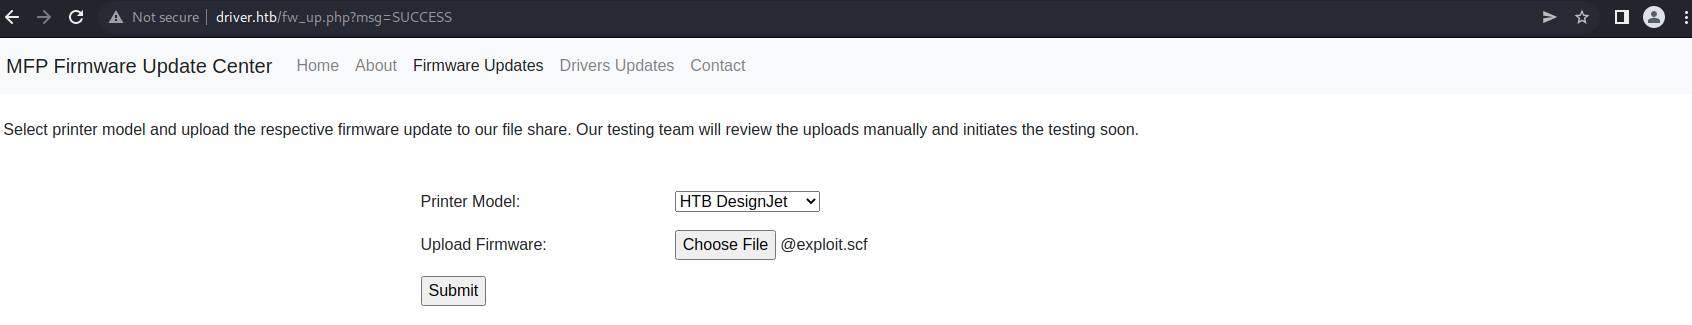 Not secure driver.htb/fw_up.php?msg=SUCCESS
MFP Firmware Update Center Home About Firmware Updates Drivers Updates Contact
Select printer model and upload the respective firmware update to our file share. Our testing team will review the uploads manually and initiates the testing soon.
Printer Model: HTB DesignJet
Upload Firmware: Choose File @exploit.scf
Submit